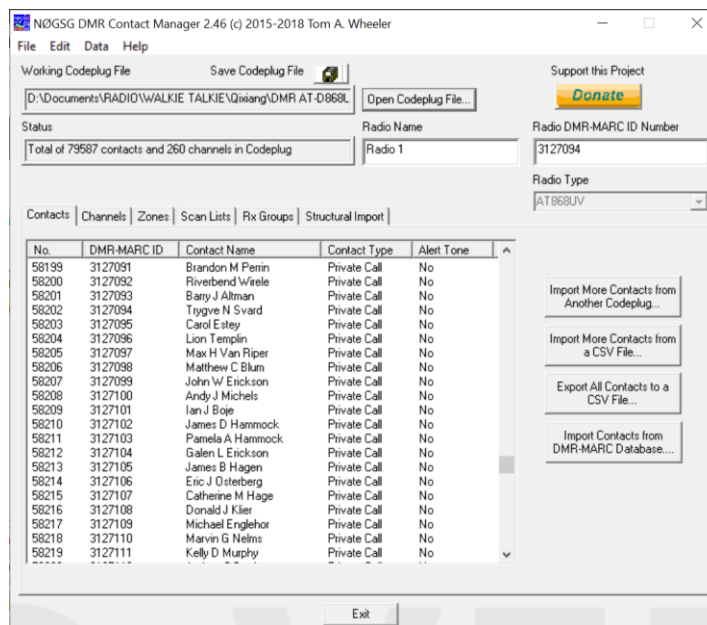 NØGSG DMR Contact Manager 2.46 (c) 2015-2018 Tom A. Wheeler
File Edit Data Help
Working Codeplug File Save Codeplug File Support this Project
D:\Documents\RADIO\WALKIE TALKIE\Qixiang\DMR AT-D868L Open Codeplug File... Donate
Status Radio Name Radio DMR-MARC ID Number
Total of 79587 contacts and 260 channels in Codeplug Radio 1 3127094
Radio Type
AT868UV
Contacts Channels Zones Scan Lists Rx Groups Structural Import
No. DMR-MARC ID Contact Name Contact Type Alert Tone
58199 3127091 Brandon M Perrin Private Call No
58200 3127092 Riverbend Wirele Private Call No
58201 3127093 Barry J Altman Private Call No
58202 3127094 Trygve N Svard Private Call No
58203 3127095 Carol Estey Private Call No
58204 3127096 Lion Templin Private Call No
58205 3127097 Max H Van Riper Private Call No
58206 3127098 Matthew C Blum Private Call No
58207 3127099 John W Erickson Private Call No
58208 3127100 Andy J Michels Private Call No
58209 3127101 Ian J Boje Private Call No
58210 3127102 James D Hammock Private Call No
58211 3127103 Pamela A Hammock Private Call No
58212 3127104 Galen L Erickson Private Call No
58213 3127105 James B Hagen Private Call No
58214 3127106 Eric J Osterberg Private Call No
58215 3127107 Catherine M Hage Private Call No
58216 3127108 Donald J Klier Private Call No
58217 3127109 Michael Englehor Private Call No
58218 3127110 Marvin G Nelms Private Call No
58219 3127111 Kelly D Murphy Private Call No
Import More Contacts from
Another Codeplug...
Import More Contacts from
a CSV File...
Export All Contacts to a
CSV File...
Import Contacts from
DMR-MARC Database....
Exit